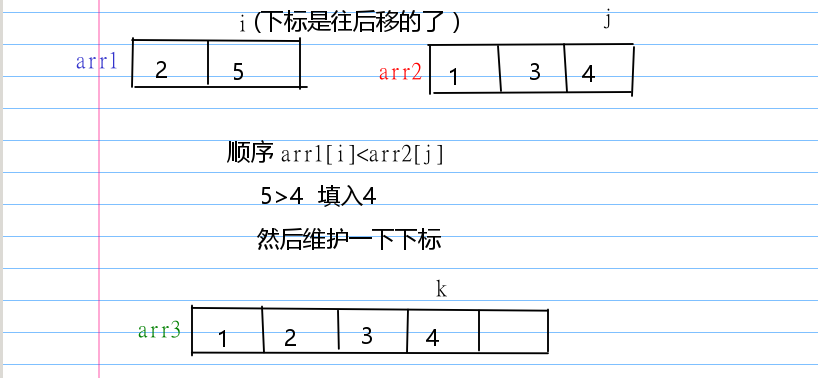 i (下标是往后移的了 ) j
arr1 2 5 arr2 1 3 4
顺序 arr1[i]<arr2[j]
5>4 填入4
然后维护一下下标
k
arr3 1 2 3 4